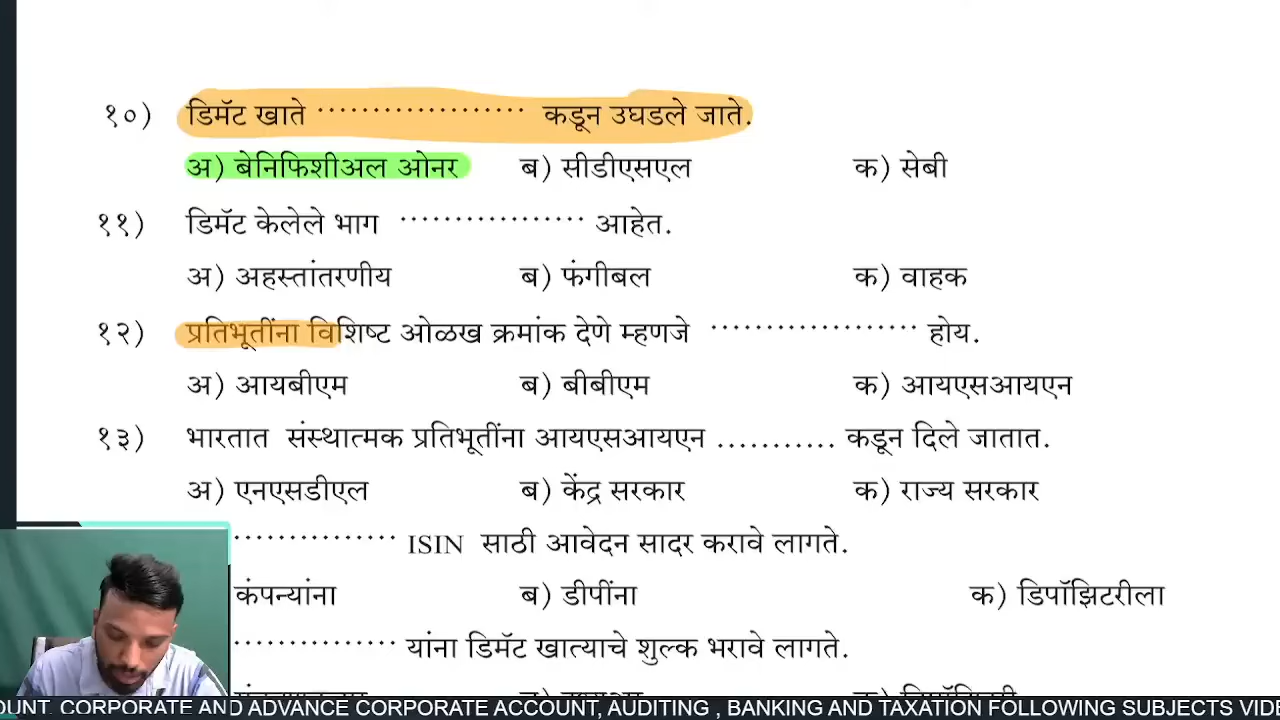 १०) डिमॅट खाते .................... कडून उघडले जाते.
अ) बेनिफिशीअल ओनर ब) सीडीएसएल क) सेबी
११) डिमॅट केलेले भाग .................. आहेत.
अ) अहस्तांतरणीय ब) फंगीबल क) वाहक
१२) प्रतिभूतींना विशिष्ट ओळख क्रमांक देणे म्हणजे .................... होय.
अ) आयबीएम ब) बीबीएम क) आयएसआयएन
१३) भारतात संस्थात्मक प्रतिभूतींना आयएसआयएन ........... कडून दिले जातात.
अ) एनएसडीएल ब) केंद्र सरकार क) राज्य सरकार
................ ISIN साठी आवेदन सादर करावे लागते.
कंपन्यांना ब) डीपींना क) डिपॉझिटरीला
................ यांना डिमॅट खात्याचे शुल्क भरावे लागते.
OUNT, CORPORATE AND ADVANCE CORPORATE ACCOUNT, AUDITING , BANKING AND TAXATION FOLLOWING SUBJECTS VIDE